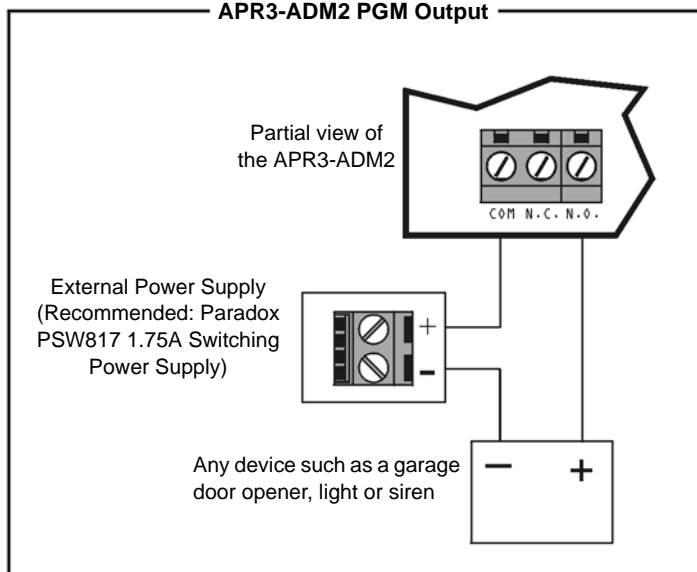 APR3-ADM2 PGM Output
Partial view of
the APR3-ADM2
COM N.C. N.O.
External Power Supply
(Recommended: Paradox
PSW817 1.75A Switching
Power Supply)
+
-
Any device such as a garage
door opener, light or siren
- +